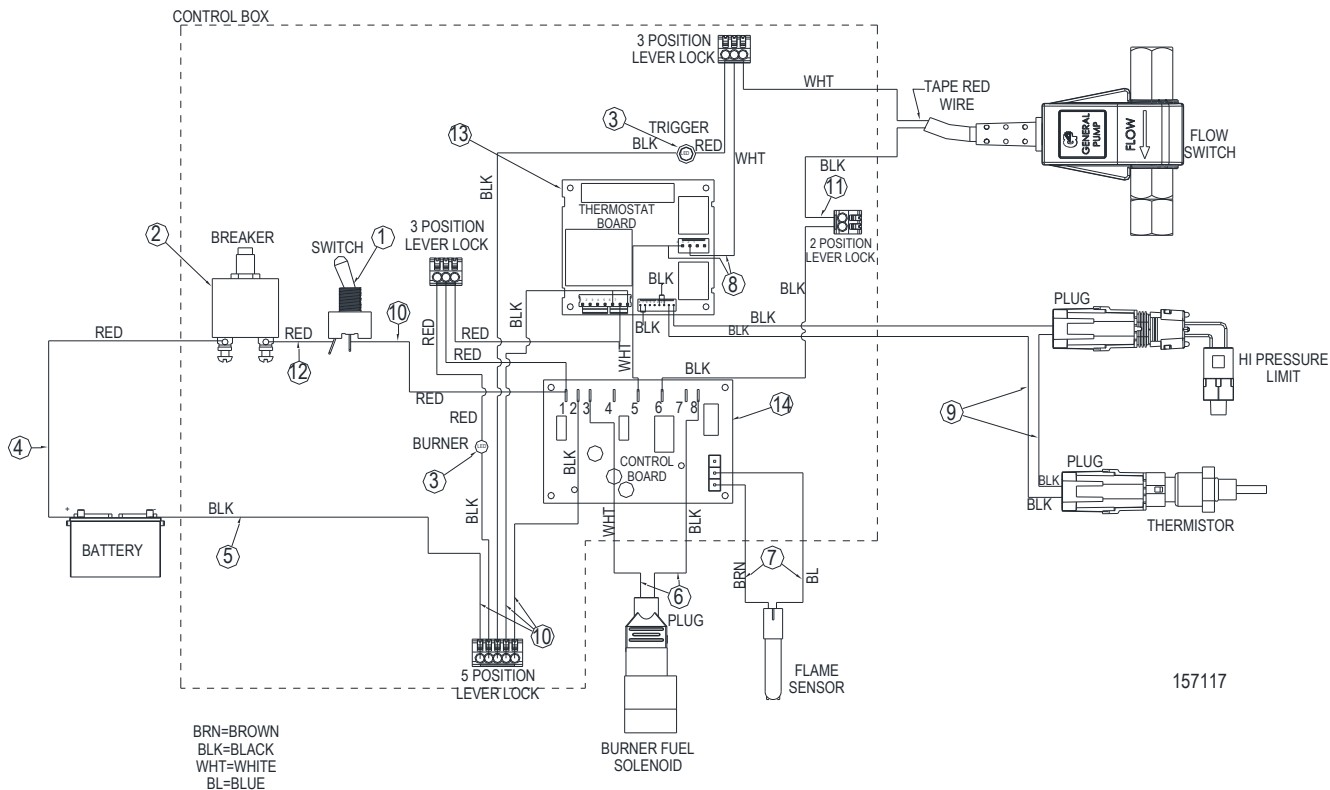 CONTROL BOX
3 POSITION
LEVER LOCK
WHT
TAPE RED
WIRE
GENERAL
PUMP
FLOW
FLOW
SWITCH
3
TRIGGER
BLK
RED
WHT
13
BLK
THERMOSTAT
BOARD
BLK
11
2 POSITION
LEVER LOCK
3 POSITION
LEVER LOCK
2
BREAKER
SWITCH
1
8
BLK
BLK
BLK
PLUG
RED
12
RED
10
RED
RED
RED
BLK
WHT
BLK
BLK
BLK
HI PRESSURE
LIMIT
BLK
RED
RED
1 2 3 4 5 6 7 8
14
9
BURNER
LED
3
BLK
CONTROL
BOARD
4
PLUG
BLK
BLK
THERMISTOR
+
-
BATTERY
BLK
5
BLK
WHT
BLK
BRN
7
BL
6
PLUG
10
5 POSITION
LEVER LOCK
FLAME
SENSOR
157117
BRN=BROWN
BLK=BLACK
WHT=WHITE
BL=BLUE
BURNER FUEL
SOLENOID